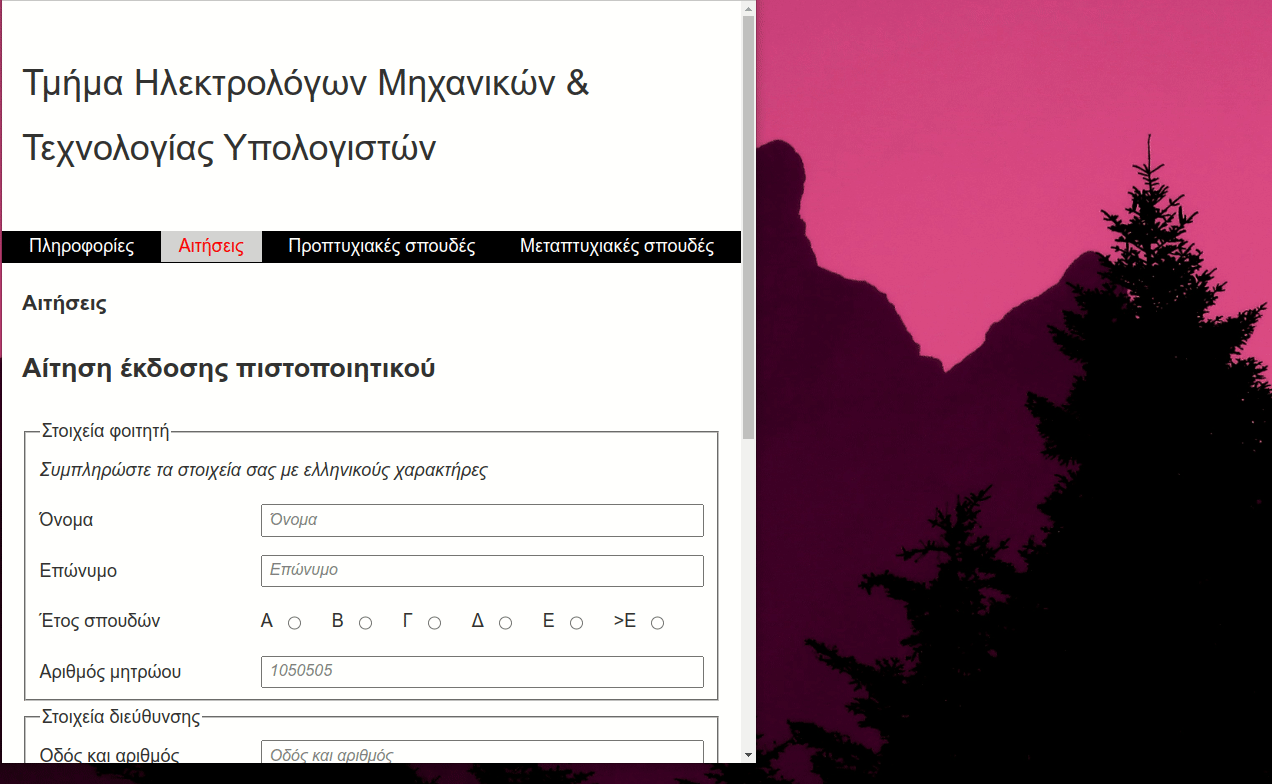 Τμήμα Ηλεκτρολόγων Μηχανικών &
Τεχνολογίας Υπολογιστών
Πληροφορίες Αιτήσεις Προπτυχιακές σπουδές Μεταπτυχιακές σπουδές
Αιτήσεις
Αίτηση έκδοσης πιστοποιητικού
Στοιχεία φοιτητή
Συμπληρώστε τα στοιχεία σας με ελληνικούς χαρακτήρες
Όνομα Όνομα
Επώνυμο Επώνυμο
Έτος σπουδών Α Β Γ Δ Ε >Ε
Αριθμός μητρώου 1050505
Στοιχεία διεύθυνσης
Οδός και αριθμός Οδός και αριθμός